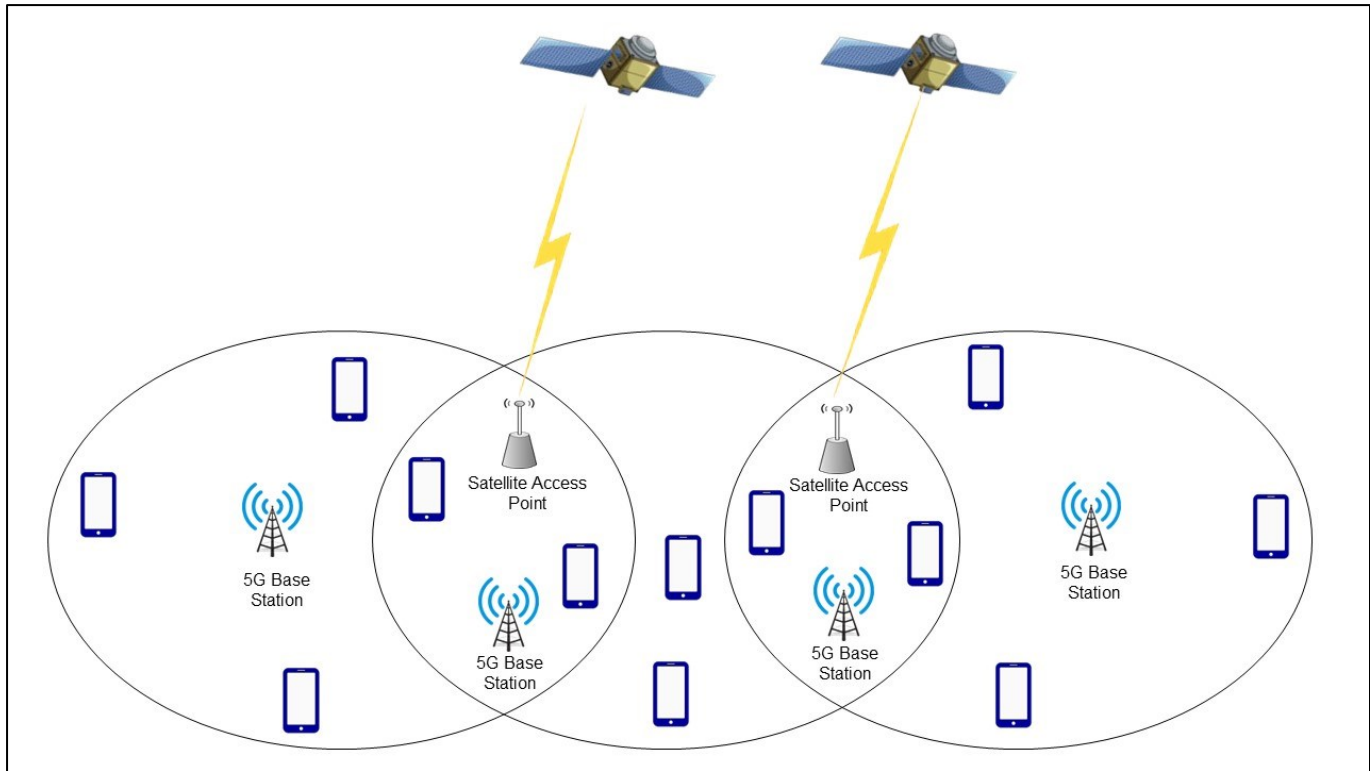 Satellite Access
Point
Satellite Access
Point
5G Base
Station
5G Base
Station
5G Base
Station
5G Base
Station